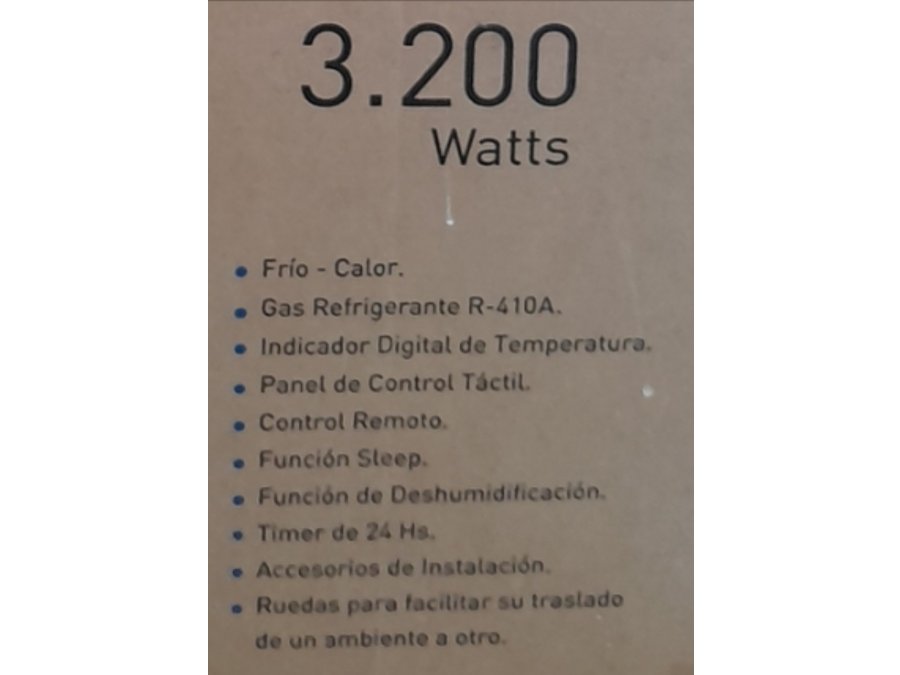 3.200
Watts
• Frío - Calor.
• Gas Refrigerante R-410A.
• Indicador Digital de Temperatura.
• Panel de Control Táctil.
• Control Remoto.
• Función Sleep.
• Función de Deshumidificación.
• Timer de 24 Hs.
• Accesorios de Instalación.
• Ruedas para facilitar su traslado
de un ambiente a otro.